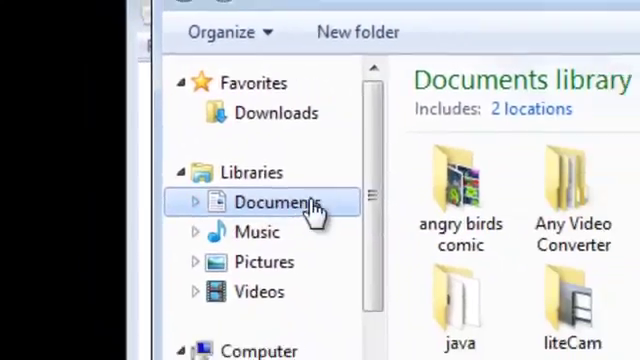 Organize
New folder
Favorites
Downloads
Libraries
Documents
Music
Pictures
Videos
Computer
Documents library
Includes: 2 locations
angry birds
comic
Any Video
Converter
java
liteCam